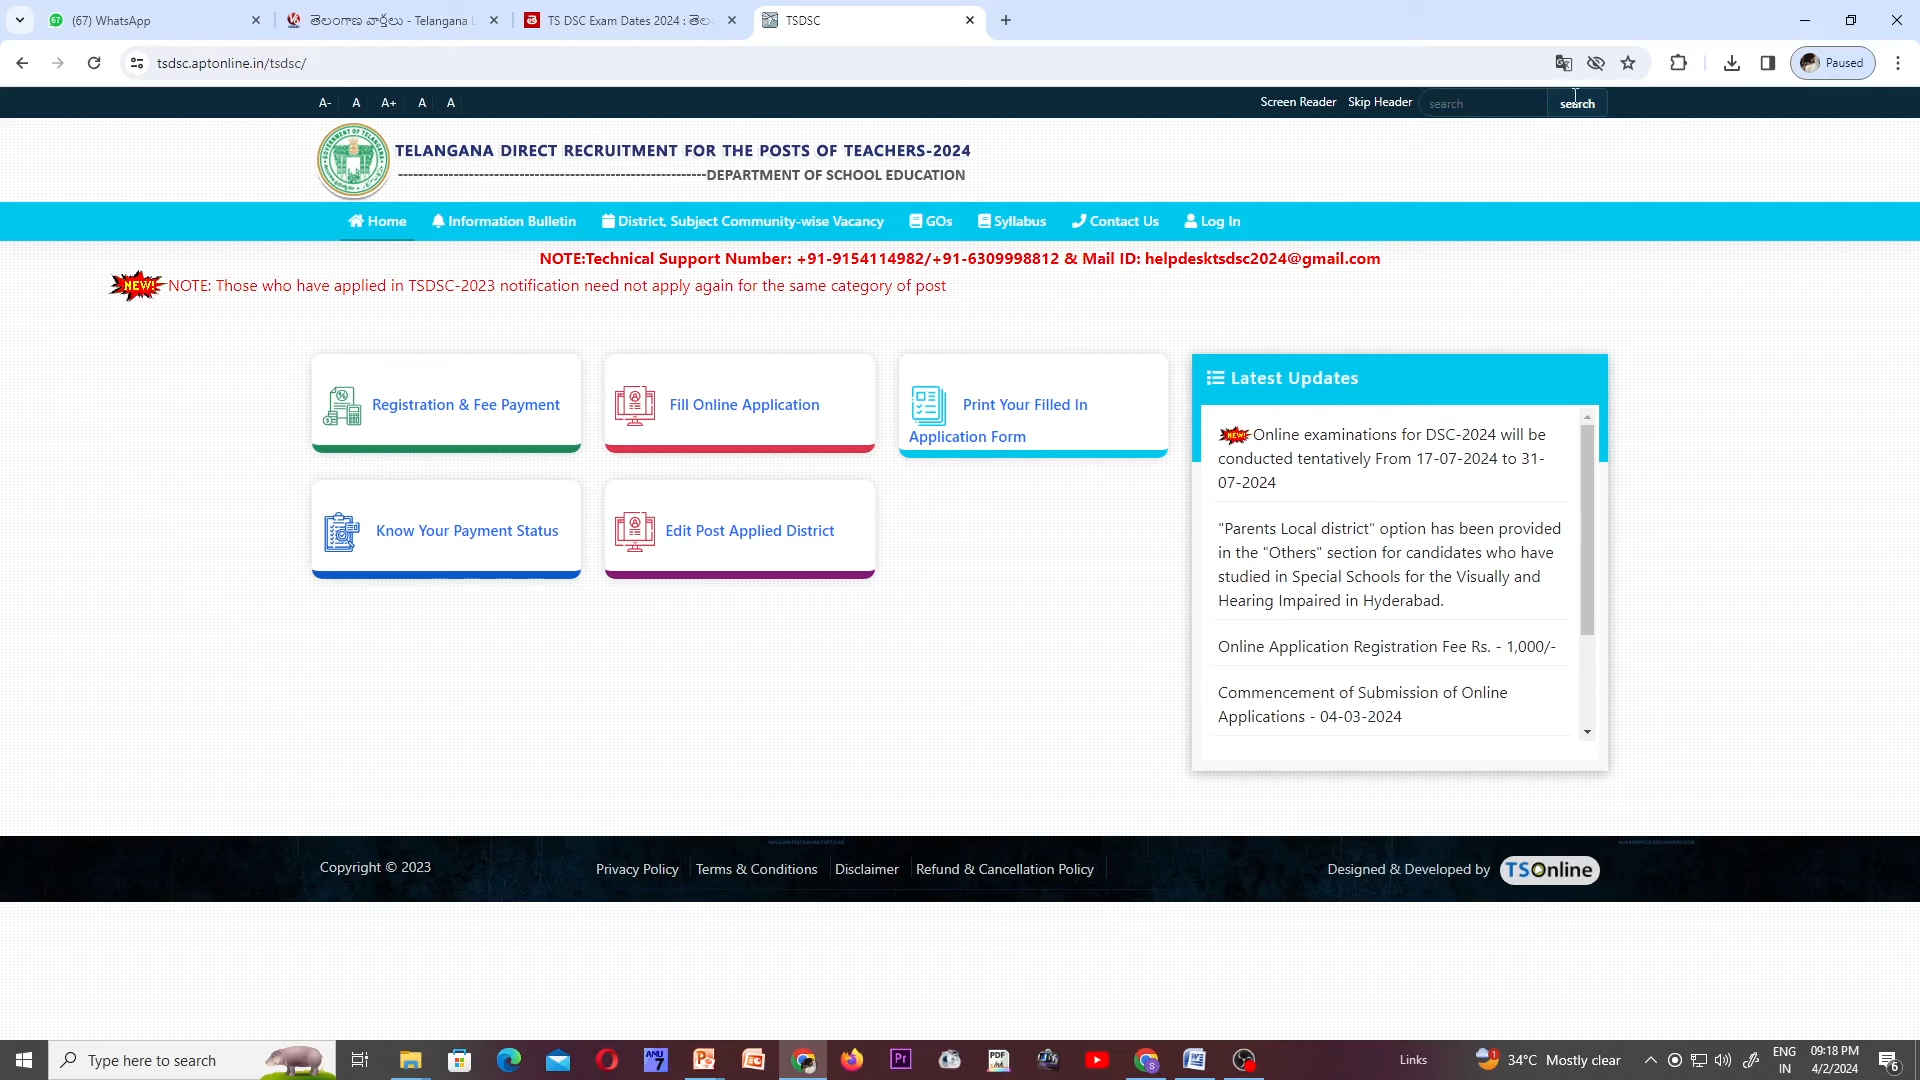 (67) WhatsApp
తెలంగాణ వార్తలు - Telangana L
TS DSC Exam Dates 2024 : తెలం
TSDSC
tsdsc.aptonline.in/tsdsc/
Paused
A- A A+ A A
Screen Reader Skip Header search search
TELANGANA DIRECT RECRUITMENT FOR THE POSTS OF TEACHERS-2024
DEPARTMENT OF SCHOOL EDUCATION
Home Information Bulletin District, Subject Community-wise Vacancy GOs Syllabus Contact Us Log In
NOTE:Technical Support Number: +91-9154114982/+91-6309998812 & Mail ID: helpdesktsdsc2024@gmail.com
NEW! NOTE: Those who have applied in TSDSC-2023 notification need not apply again for the same category of post
Registration & Fee Payment
Fill Online Application
Print Your Filled In
Application Form
Know Your Payment Status
Edit Post Applied District
Latest Updates
NEW! Online examinations for DSC-2024 will be
conducted tentatively From 17-07-2024 to 31-
07-2024
"Parents Local district" option has been provided
in the "Others" section for candidates who have
studied in Special Schools for the Visually and
Hearing Impaired in Hyderabad.
Online Application Registration Fee Rs. - 1,000/-
Commencement of Submission of Online
Applications - 04-03-2024
Copyright © 2023
Privacy Policy Terms & Conditions Disclaimer Refund & Cancellation Policy
Designed & Developed by TSOnline
Type here to search
Links
34°C Mostly clear
ENG
IN
09:18 PM
4/2/2024